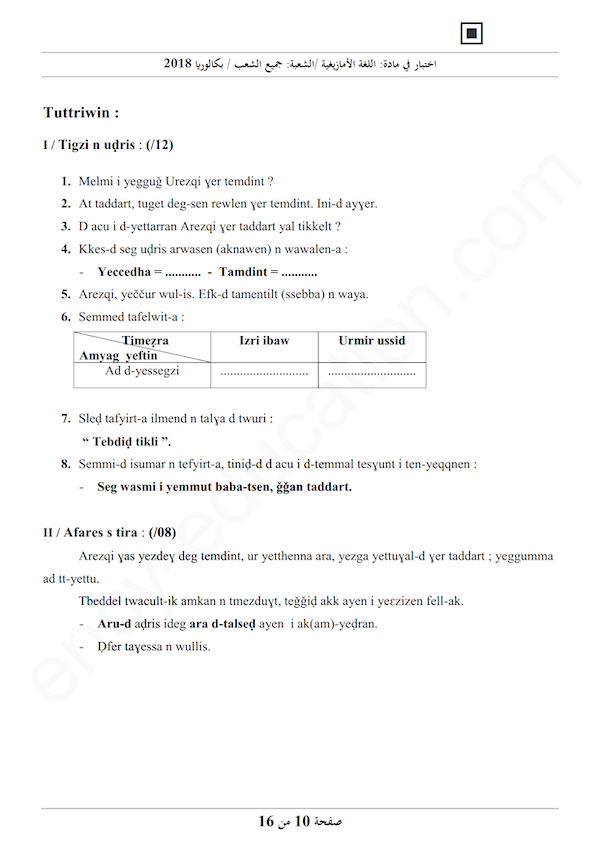 اختبار في مادة: اللغة الأمازيغية /الشعبة: جميع الشعب / بكالوريا 2018
Tuttriwin :
I / Tigzi n uḍris : (/12)
1. Melmi i yegguǧ Urezqi ɣer temdint ?
2. At taddart, tuget deg-sen rewlen ɣer temdint. Ini-d ayɣer.
3. D acu i d-yettarran Arezqi ɣer taddart yal tikkelt ?
4. Kkes-d seg uḍris arwasen (aknawen) n wawalen-a :
- Yeccedha = ........... - Tamdint = ...........
5. Arezqi, yeččur wul-is. Efk-d tamentilt (ssebba) n waya.
6. Semmed tafelwit-a :
Timeẓra Izri ibaw Urmir ussid
Amyag yeftin
Ad d-yessegzi ........................... ...........................
7. Sleḍ tafyirt-a ilmend n talɣa d twuri :
“ Tebdiḍ tikli ”.
8. Semmi-d isumar n tefyirt-a, tiniḍ-d d acu i d-temmal tesɣunt i ten-yeqqnen :
- Seg wasmi i yemmut baba-tsen, ǧǧan taddart.
II / Afares s tira : (/08)
Arezqi ɣas yezdeɣ deg temdint, ur yetthenna ara, yezga yettuɣal-d ɣer taddart ; yeggumma
ad tt-yettu.
Tbeddel twacult-ik amkan n tmezduɣt, teǧǧiḍ akk ayen i yeɛzizen fell-ak.
- Aru-d aḍris ideg ara d-talseḍ ayen i ak(am)-yeḍran.
- Ḍfer taɣessa n wullis.
صفحة 10 من 16
ency-education.com